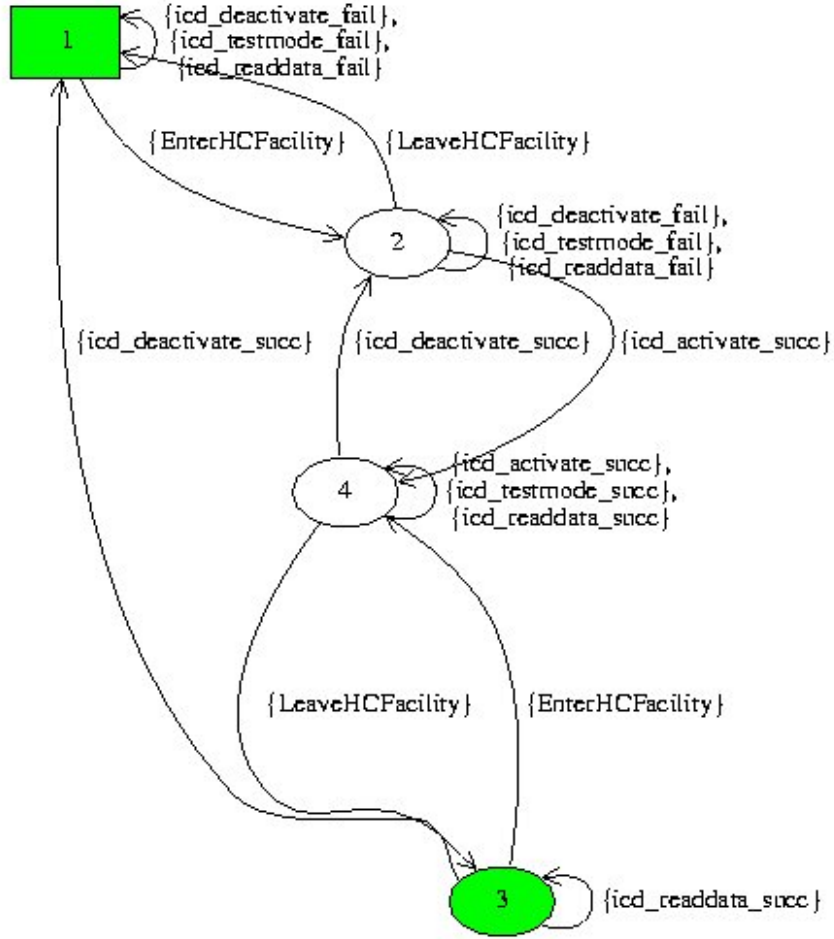 1
{icd_deactivate_fail},
{icd_testmode_fail},
{icd_readdata_fail}
{EnterHCFacility}
{LeaveHCFacility}
2
{icd_deactivate_fail},
{icd_testmode_fail},
{icd_readdata_fail}
{icd_deactivate_succ}
{icd_deactivate_succ}
{icd_activate_succ}
4
{icd_activate_succ},
{icd_testmode_succ},
{icd_readdata_succ}
{LeaveHCFacility}
{EnterHCFacility}
3
{icd_readdata_succ}